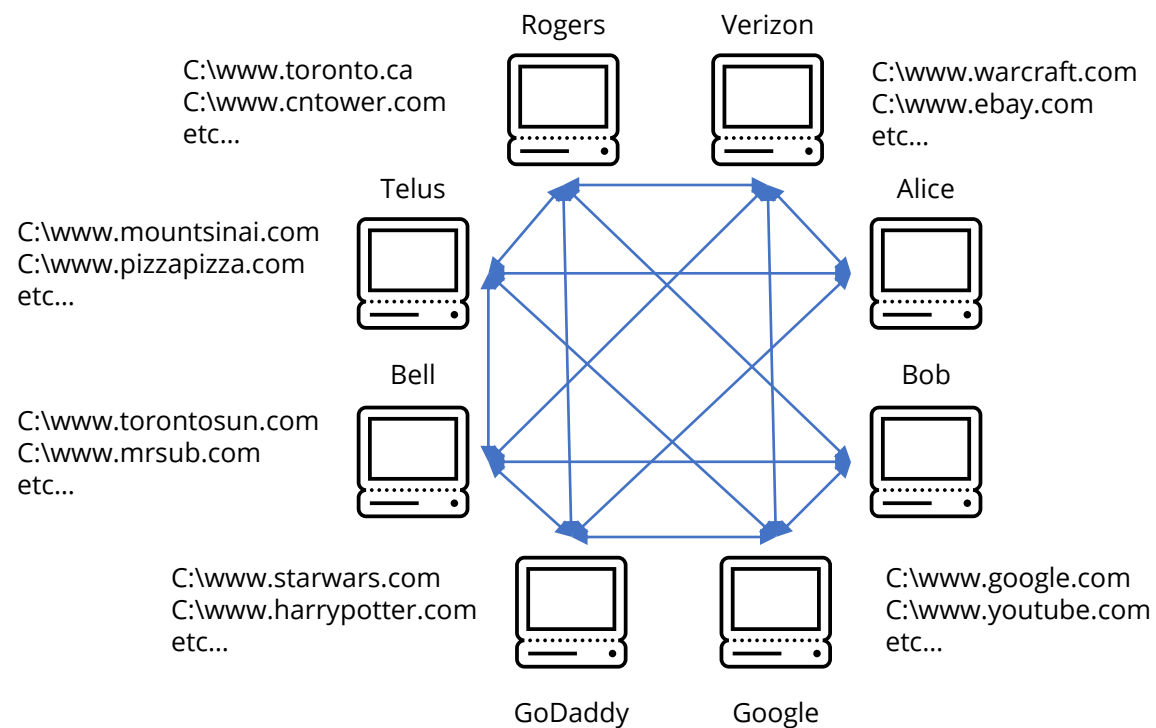 Rogers
Verizon
C:\www.toronto.ca
C:\www.cntower.com
etc...
C:\www.warcraft.com
C:\www.ebay.com
etc...
Telus
Alice
C:\www.mountsinai.com
C:\www.pizzapizza.com
etc...
Bell
Bob
C:\www.torontosun.com
C:\www.mrsub.com
etc...
C:\www.starwars.com
C:\www.harrypotter.com
etc...
C:\www.google.com
C:\www.youtube.com
etc...
GoDaddy
Google